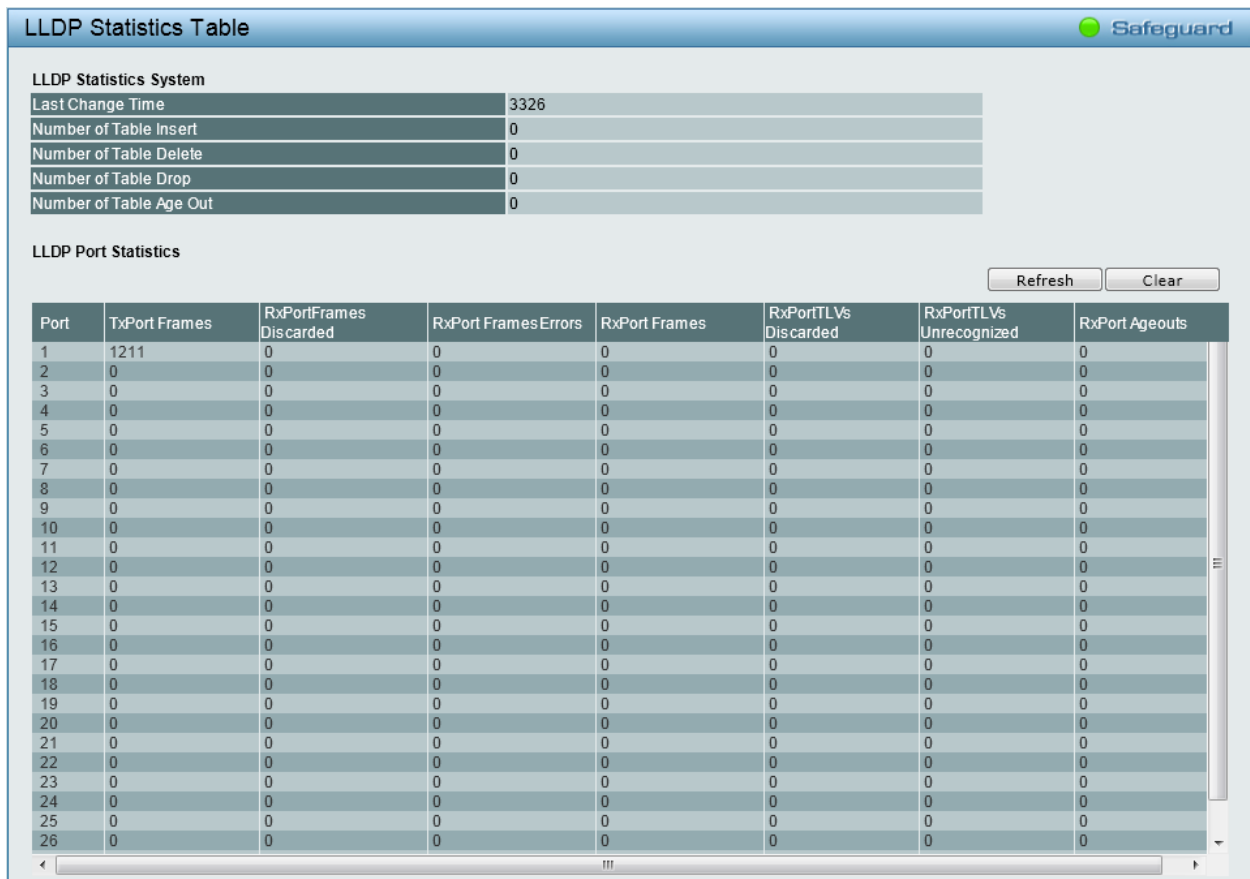 LLDP Statistics Table
Safeguard
LLDP Statistics System
Last Change Time 3326
Number of Table Insert 0
Number of Table Delete 0
Number of Table Drop 0
Number of Table Age Out 0
LLDP Port Statistics
Refresh Clear
Port TxPort Frames RxPortFrames Discarded RxPort Frames Errors RxPort Frames RxPortTLVs Discarded RxPortTLVs Unrecognized RxPort Ageouts
1 1211 0 0 0 0 0 0
2 0 0 0 0 0 0 0
3 0 0 0 0 0 0 0
4 0 0 0 0 0 0 0
5 0 0 0 0 0 0 0
6 0 0 0 0 0 0 0
7 0 0 0 0 0 0 0
8 0 0 0 0 0 0 0
9 0 0 0 0 0 0 0
10 0 0 0 0 0 0 0
11 0 0 0 0 0 0 0
12 0 0 0 0 0 0 0
13 0 0 0 0 0 0 0
14 0 0 0 0 0 0 0
15 0 0 0 0 0 0 0
16 0 0 0 0 0 0 0
17 0 0 0 0 0 0 0
18 0 0 0 0 0 0 0
19 0 0 0 0 0 0 0
20 0 0 0 0 0 0 0
21 0 0 0 0 0 0 0
22 0 0 0 0 0 0 0
23 0 0 0 0 0 0 0
24 0 0 0 0 0 0 0
25 0 0 0 0 0 0 0
26 0 0 0 0 0 0 0